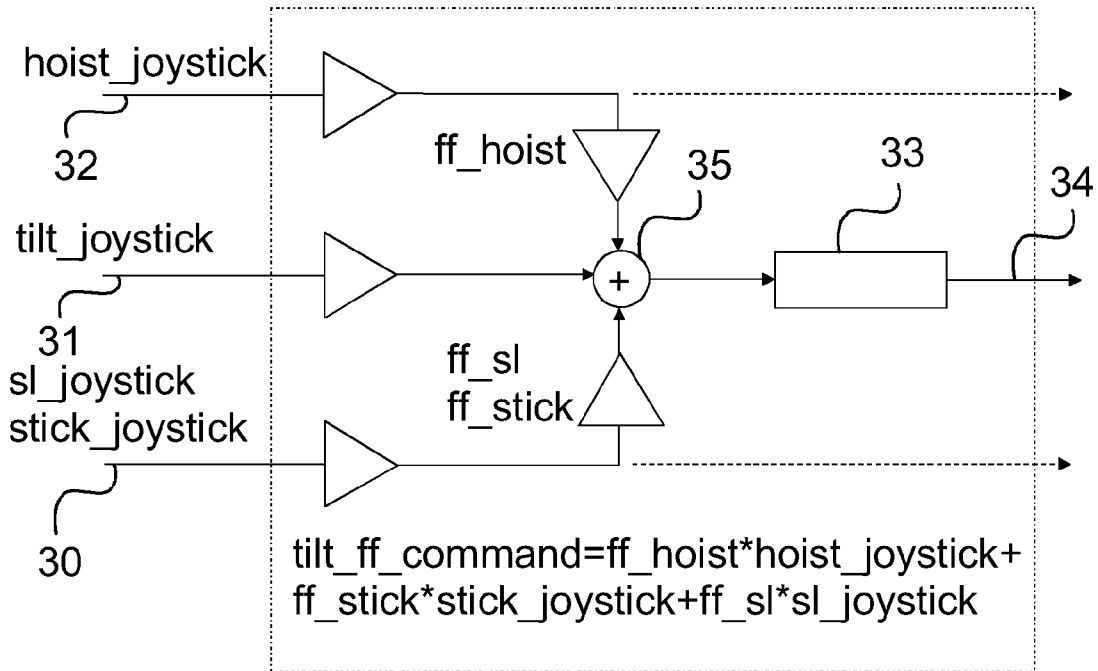 hoist_joystick
32
ff_hoist
35
33
34
tilt_joystick
+
31
sl_joystick
stick_joystick
ff_sl
ff_stick
30
tilt_ff_command=ff_hoist*hoist_joystick+
ff_stick*stick_joystick+ff_sl*sl_joystick